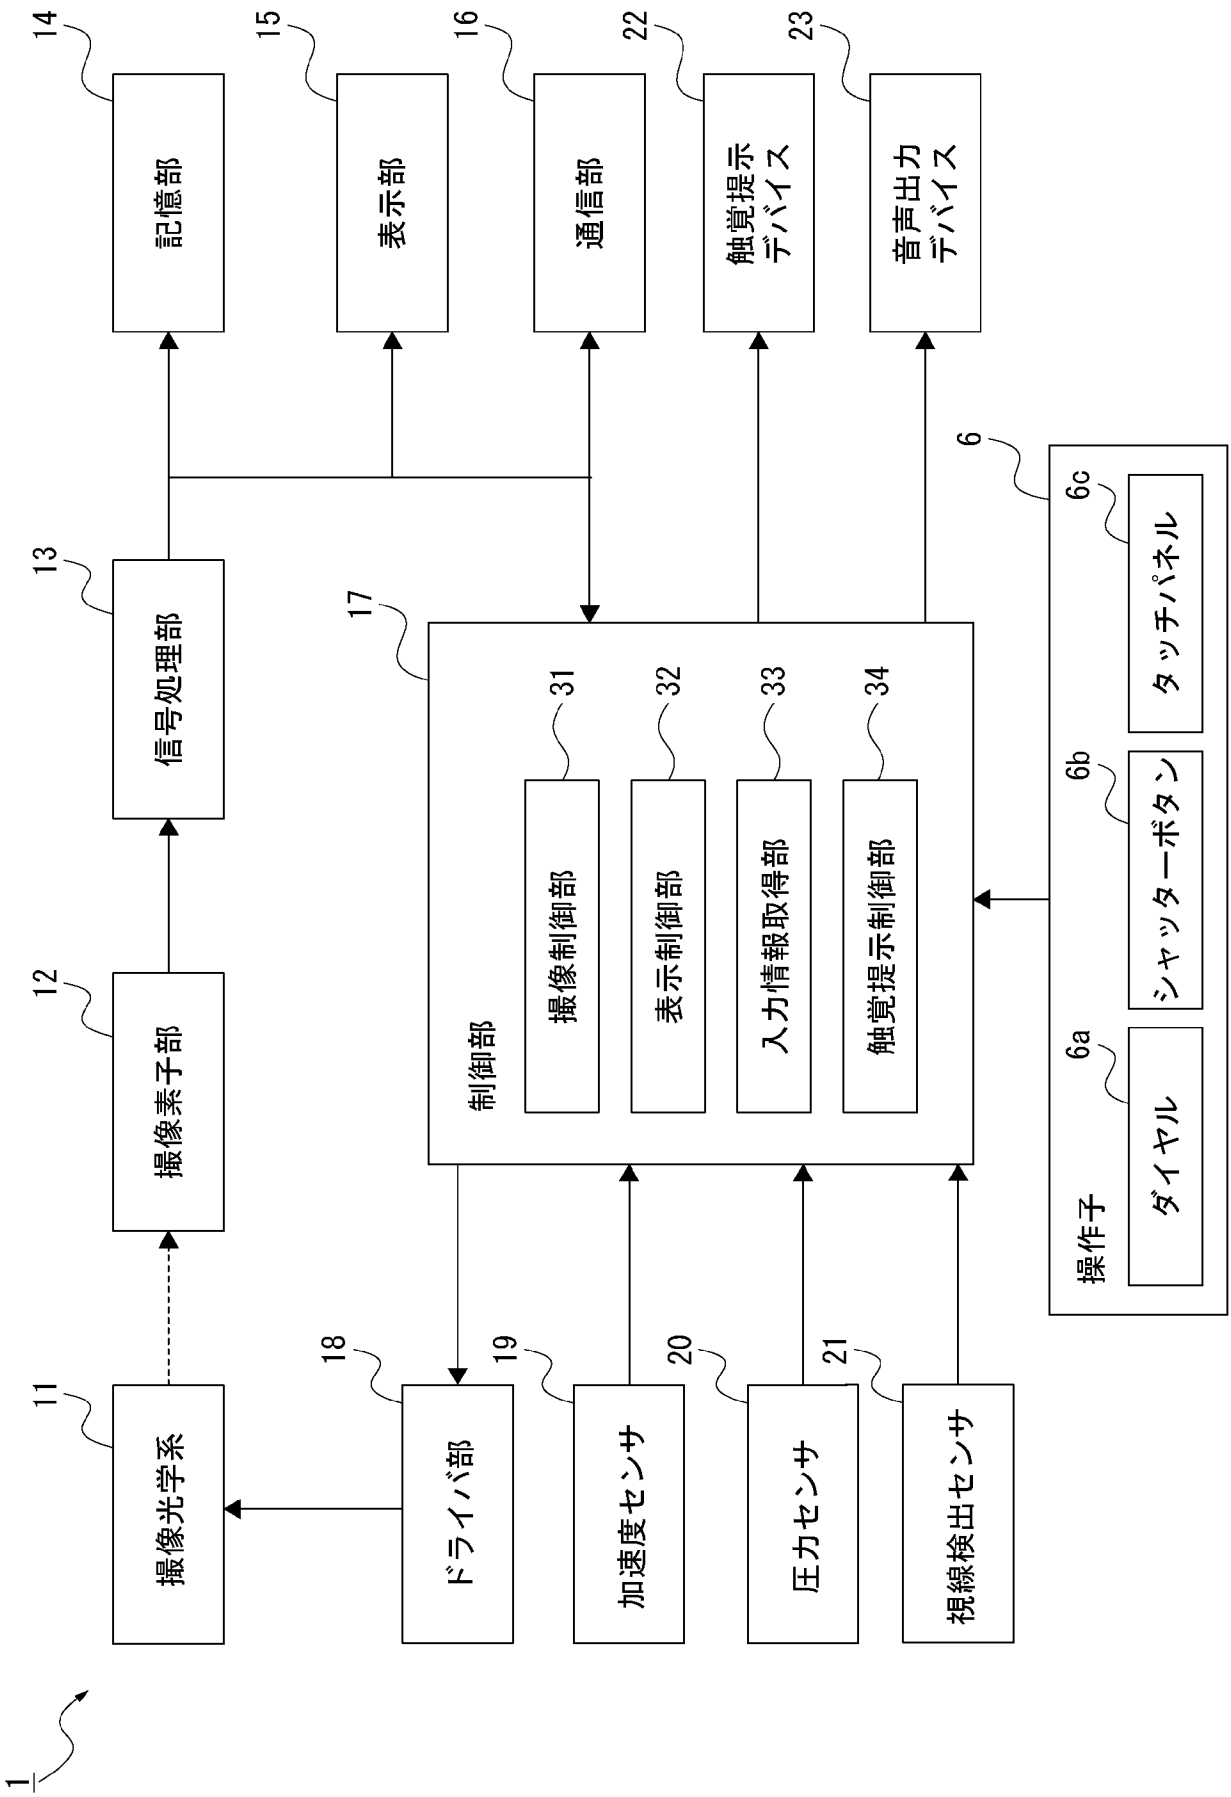 1
11
撮像光学系
12
撮像素子部
13
信号処理部
14
記憶部
15
表示部
16
通信部
22
触覚提示
デバイス
23
音声出力
デバイス
17
制御部
31
撮像制御部
32
表示制御部
33
入力情報取得部
34
触覚提示制御部
18
ドライバ部
19
加速度センサ
20
圧力センサ
21
視線検出センサ
6
操作子
6a
ダイヤル
6b
シャッターボタン
6c
タッチパネル